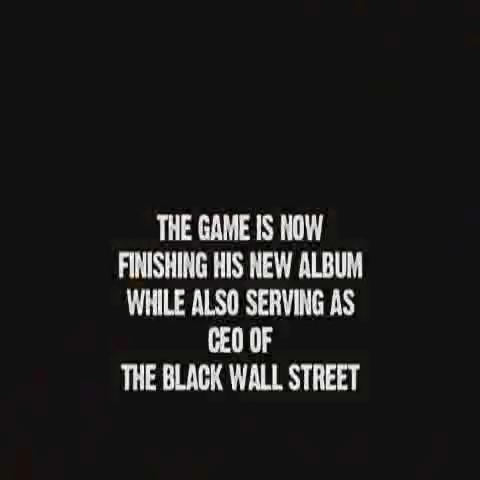 THE GAME IS NOW
FINISHING HIS NEW ALBUM
WHILE ALSO SERVING AS
CEO OF
THE BLACK WALL STREET